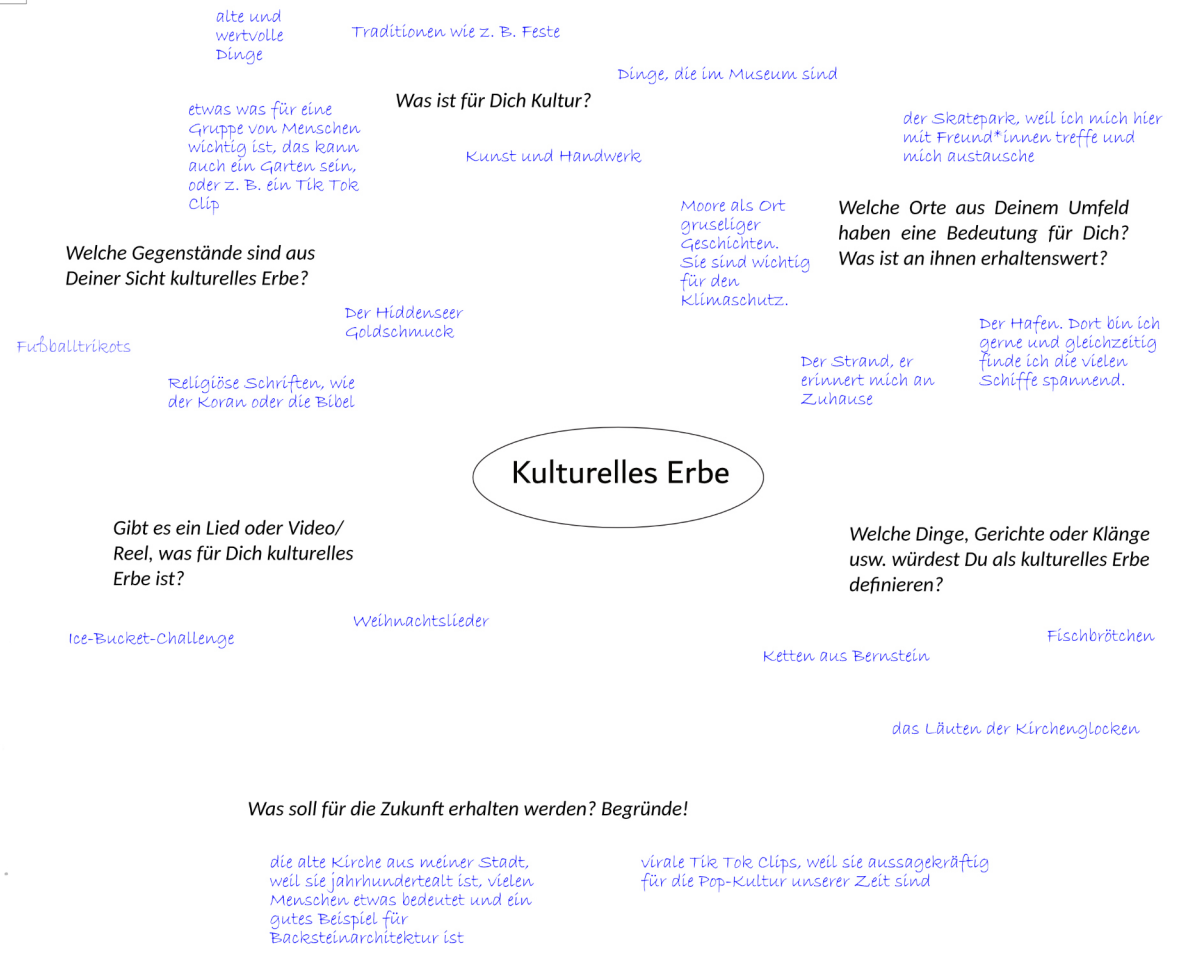 alte und
wertvolle
Dinge
Traditionen wie z. B. Feste
Dinge, die im Museum sind
Was ist für Dich Kultur?
etwas was für eine
Gruppe von Menschen
wichtig ist, das kann
auch ein Garten sein,
oder z. B. ein Tik Tok
Clip
Kunst und Handwerk
der Skatepark, weil ich mich hier
mit Freund*innen treffe und
mich austausche
Moore als Ort
gruseliger
Geschichten.
Sie sind wichtig
für den
Klimaschutz.
Welche Orte aus Deinem Umfeld
haben eine Bedeutung für Dich?
Was ist an ihnen erhaltenswert?
Welche Gegenstände sind aus
Deiner Sicht kulturelles Erbe?
Der Hiddenseer
Goldschmuck
Fußballtrikots
Religiöse Schriften, wie
der Koran oder die Bibel
Der Strand, er
erinnert mich an
Zuhause
Der Hafen. Dort bin ich
gerne und gleichzeitig
finde ich die vielen
Schiffe spannend.
Kulturelles Erbe
Gibt es ein Lied oder Video/
Reel, was für Dich kulturelles
Erbe ist?
Ice-Bucket-Challenge
Weihnachtslieder
Welche Dinge, Gerichte oder Klänge
usw. würdest Du als kulturelles Erbe
definieren?
Fischbrötchen
Ketten aus Bernstein
das Läuten der Kirchenglocken
Was soll für die Zukunft erhalten werden? Begründe!
die alte Kirche aus meiner Stadt,
weil sie jahrhundertealt ist, vielen
Menschen etwas bedeutet und ein
gutes Beispiel für
Backsteinarchitektur ist
virale Tik Tok Clips, weil sie aussagekräftig
für die Pop-Kultur unserer Zeit sind